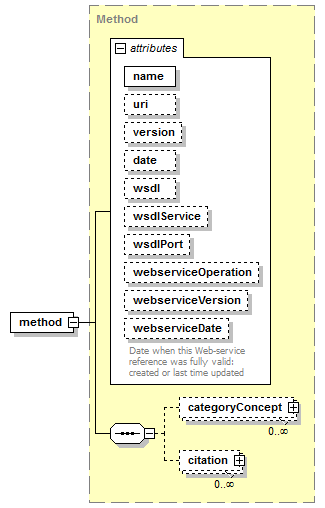 Method
attributes
name
uri
version
date
wsdl
wsdlService
wsdlPort
webserviceOperation
webserviceVersion
webserviceDate
Date when this Web-service
reference was fully valid:
created or last time updated
method
categoryConcept
0..∞
citation
0..∞